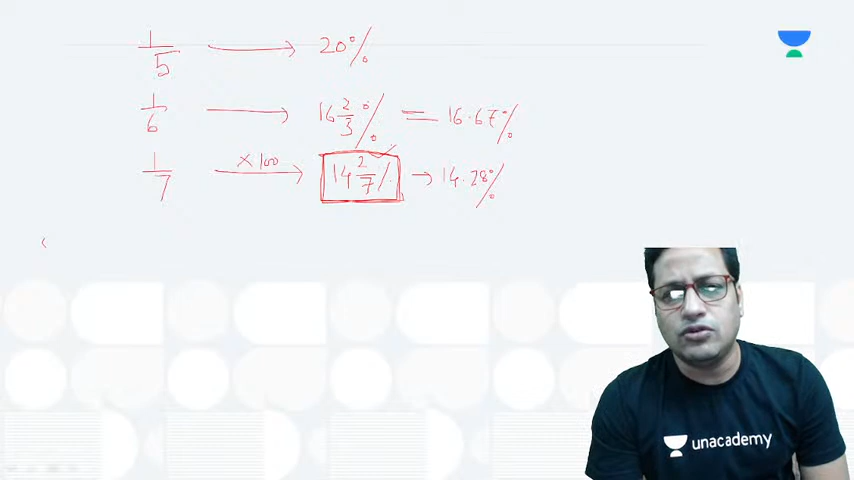 1/5 → 20%
1/6 → 16 2/3 % = 16.67%
1/7 ×100 → 14 2/7 % → 14.28%
unacademy